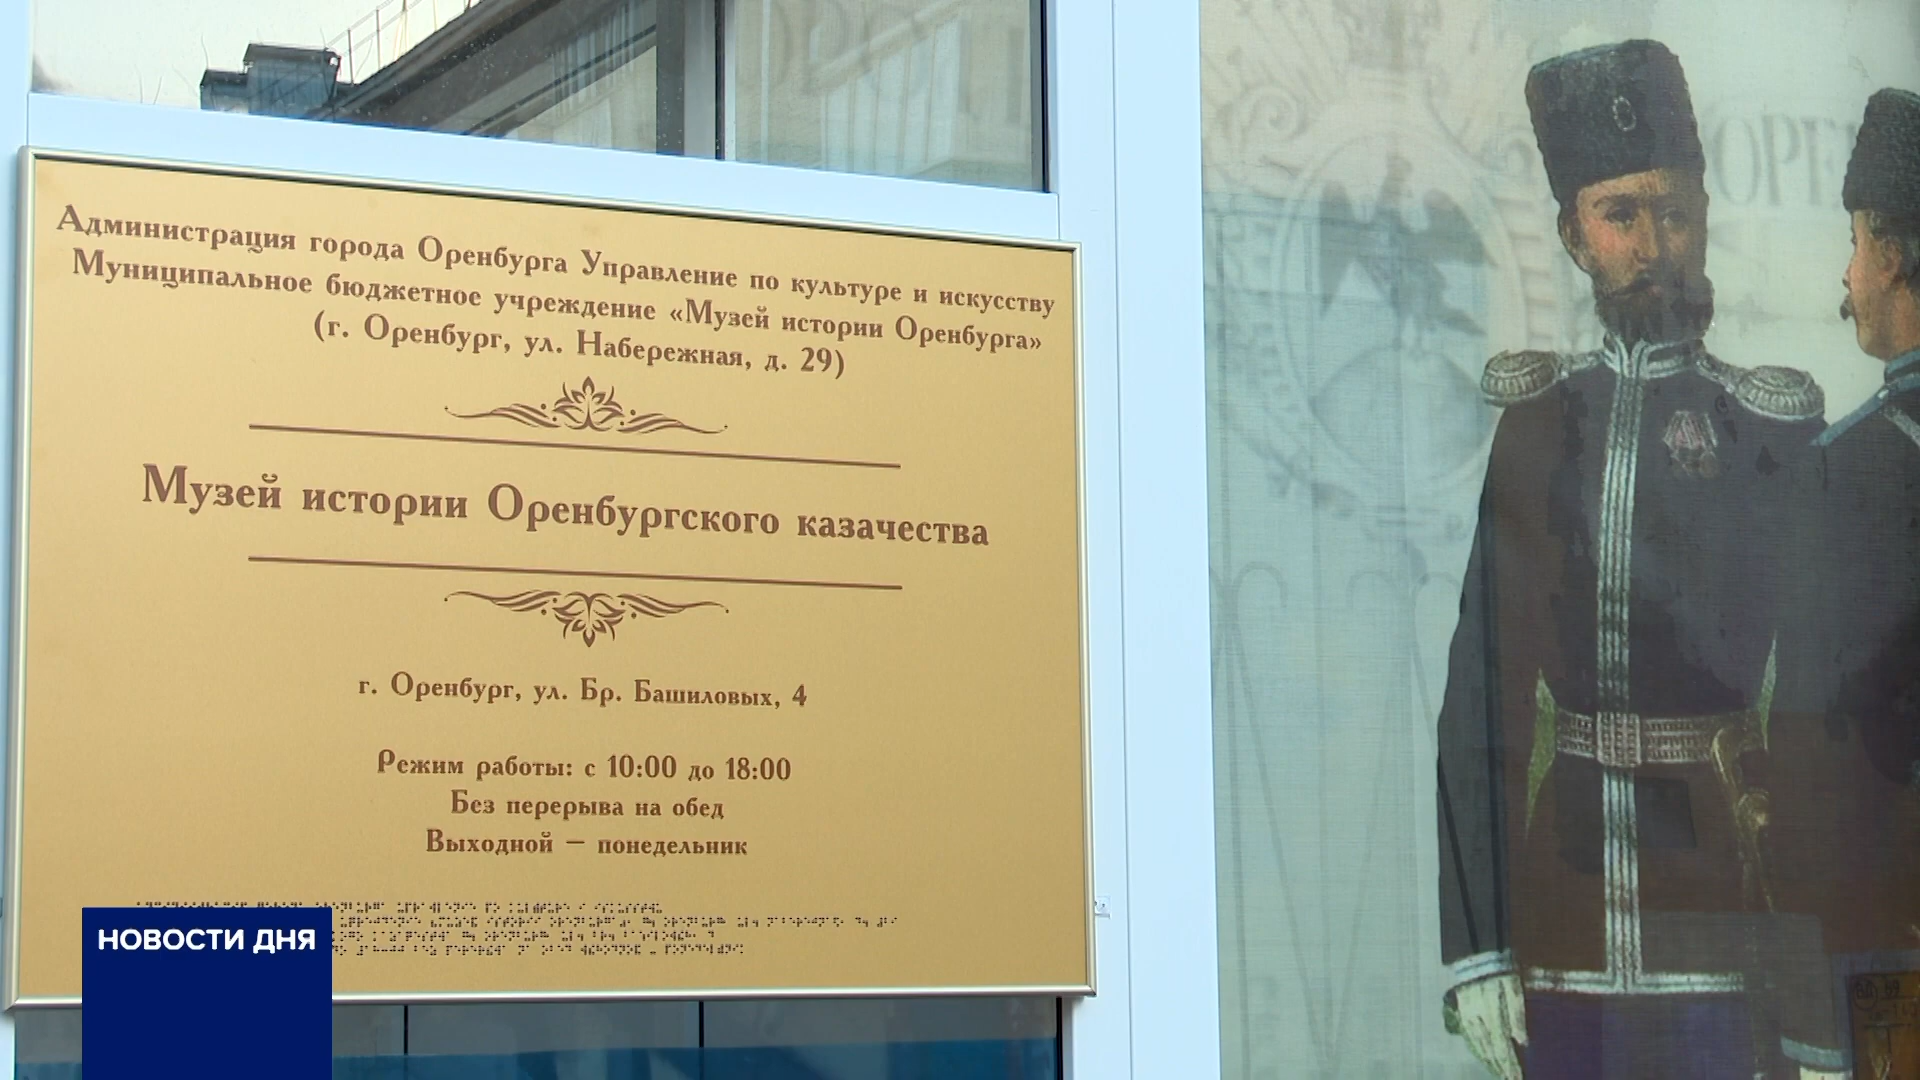 Администрация города Оренбурга Управление по культуре и искусству
Муниципальное бюджетное учреждение «Музей истории Оренбурга»
(г. Оренбург, ул. Набережная, д. 29)
Музей истории Оренбургского казачества
г. Оренбург, ул. Бр. Башиловых, 4
Режим работы: с 10:00 до 18:00
Без перерыва на обед
Выходной – понедельник
НОВОСТИ ДНЯ